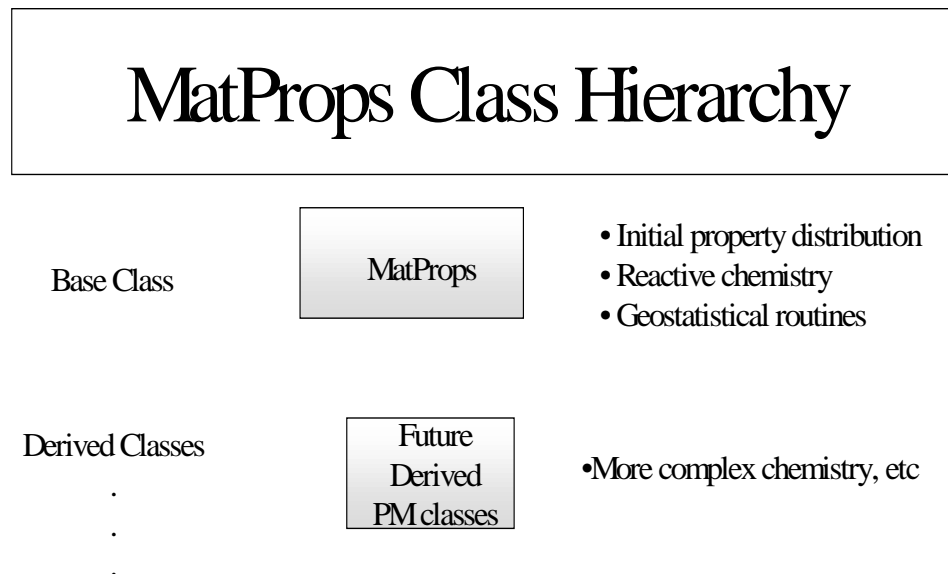 MatProps Class Hierarchy
Base Class
MatProps
• Initial property distribution
• Reactive chemistry
• Geostatistical routines
Derived Classes
.
.
.
Future
Derived
PM classes
•More complex chemistry, etc